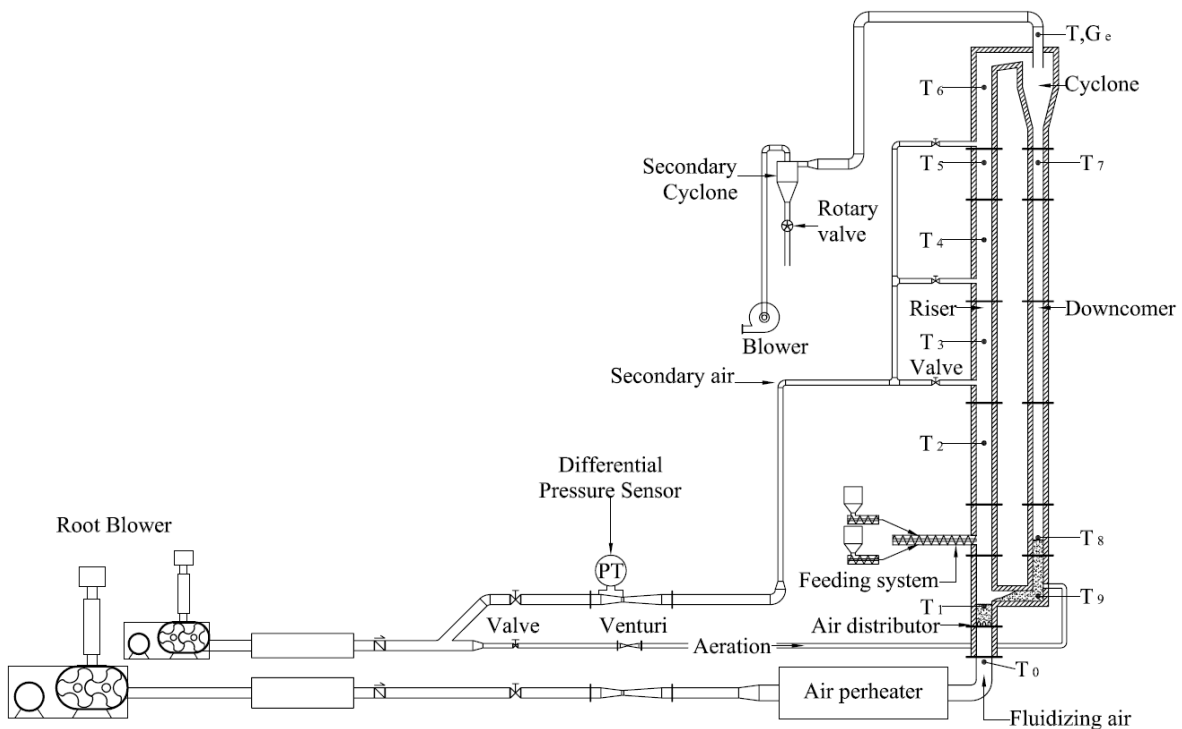 T,G e
T 6
Cyclone
Secondary
Cyclone
T 5
T 7
Rotary
valve
T 4
Riser
Downcomer
Blower
T 3
Secondary air
Valve
T 2
Differential
Pressure Sensor
Root Blower
PT
T 8
Feeding system
T 9
T 1
Air distributor
Valve
Venturi
Aeration
T 0
Air perheater
Fluidizing air